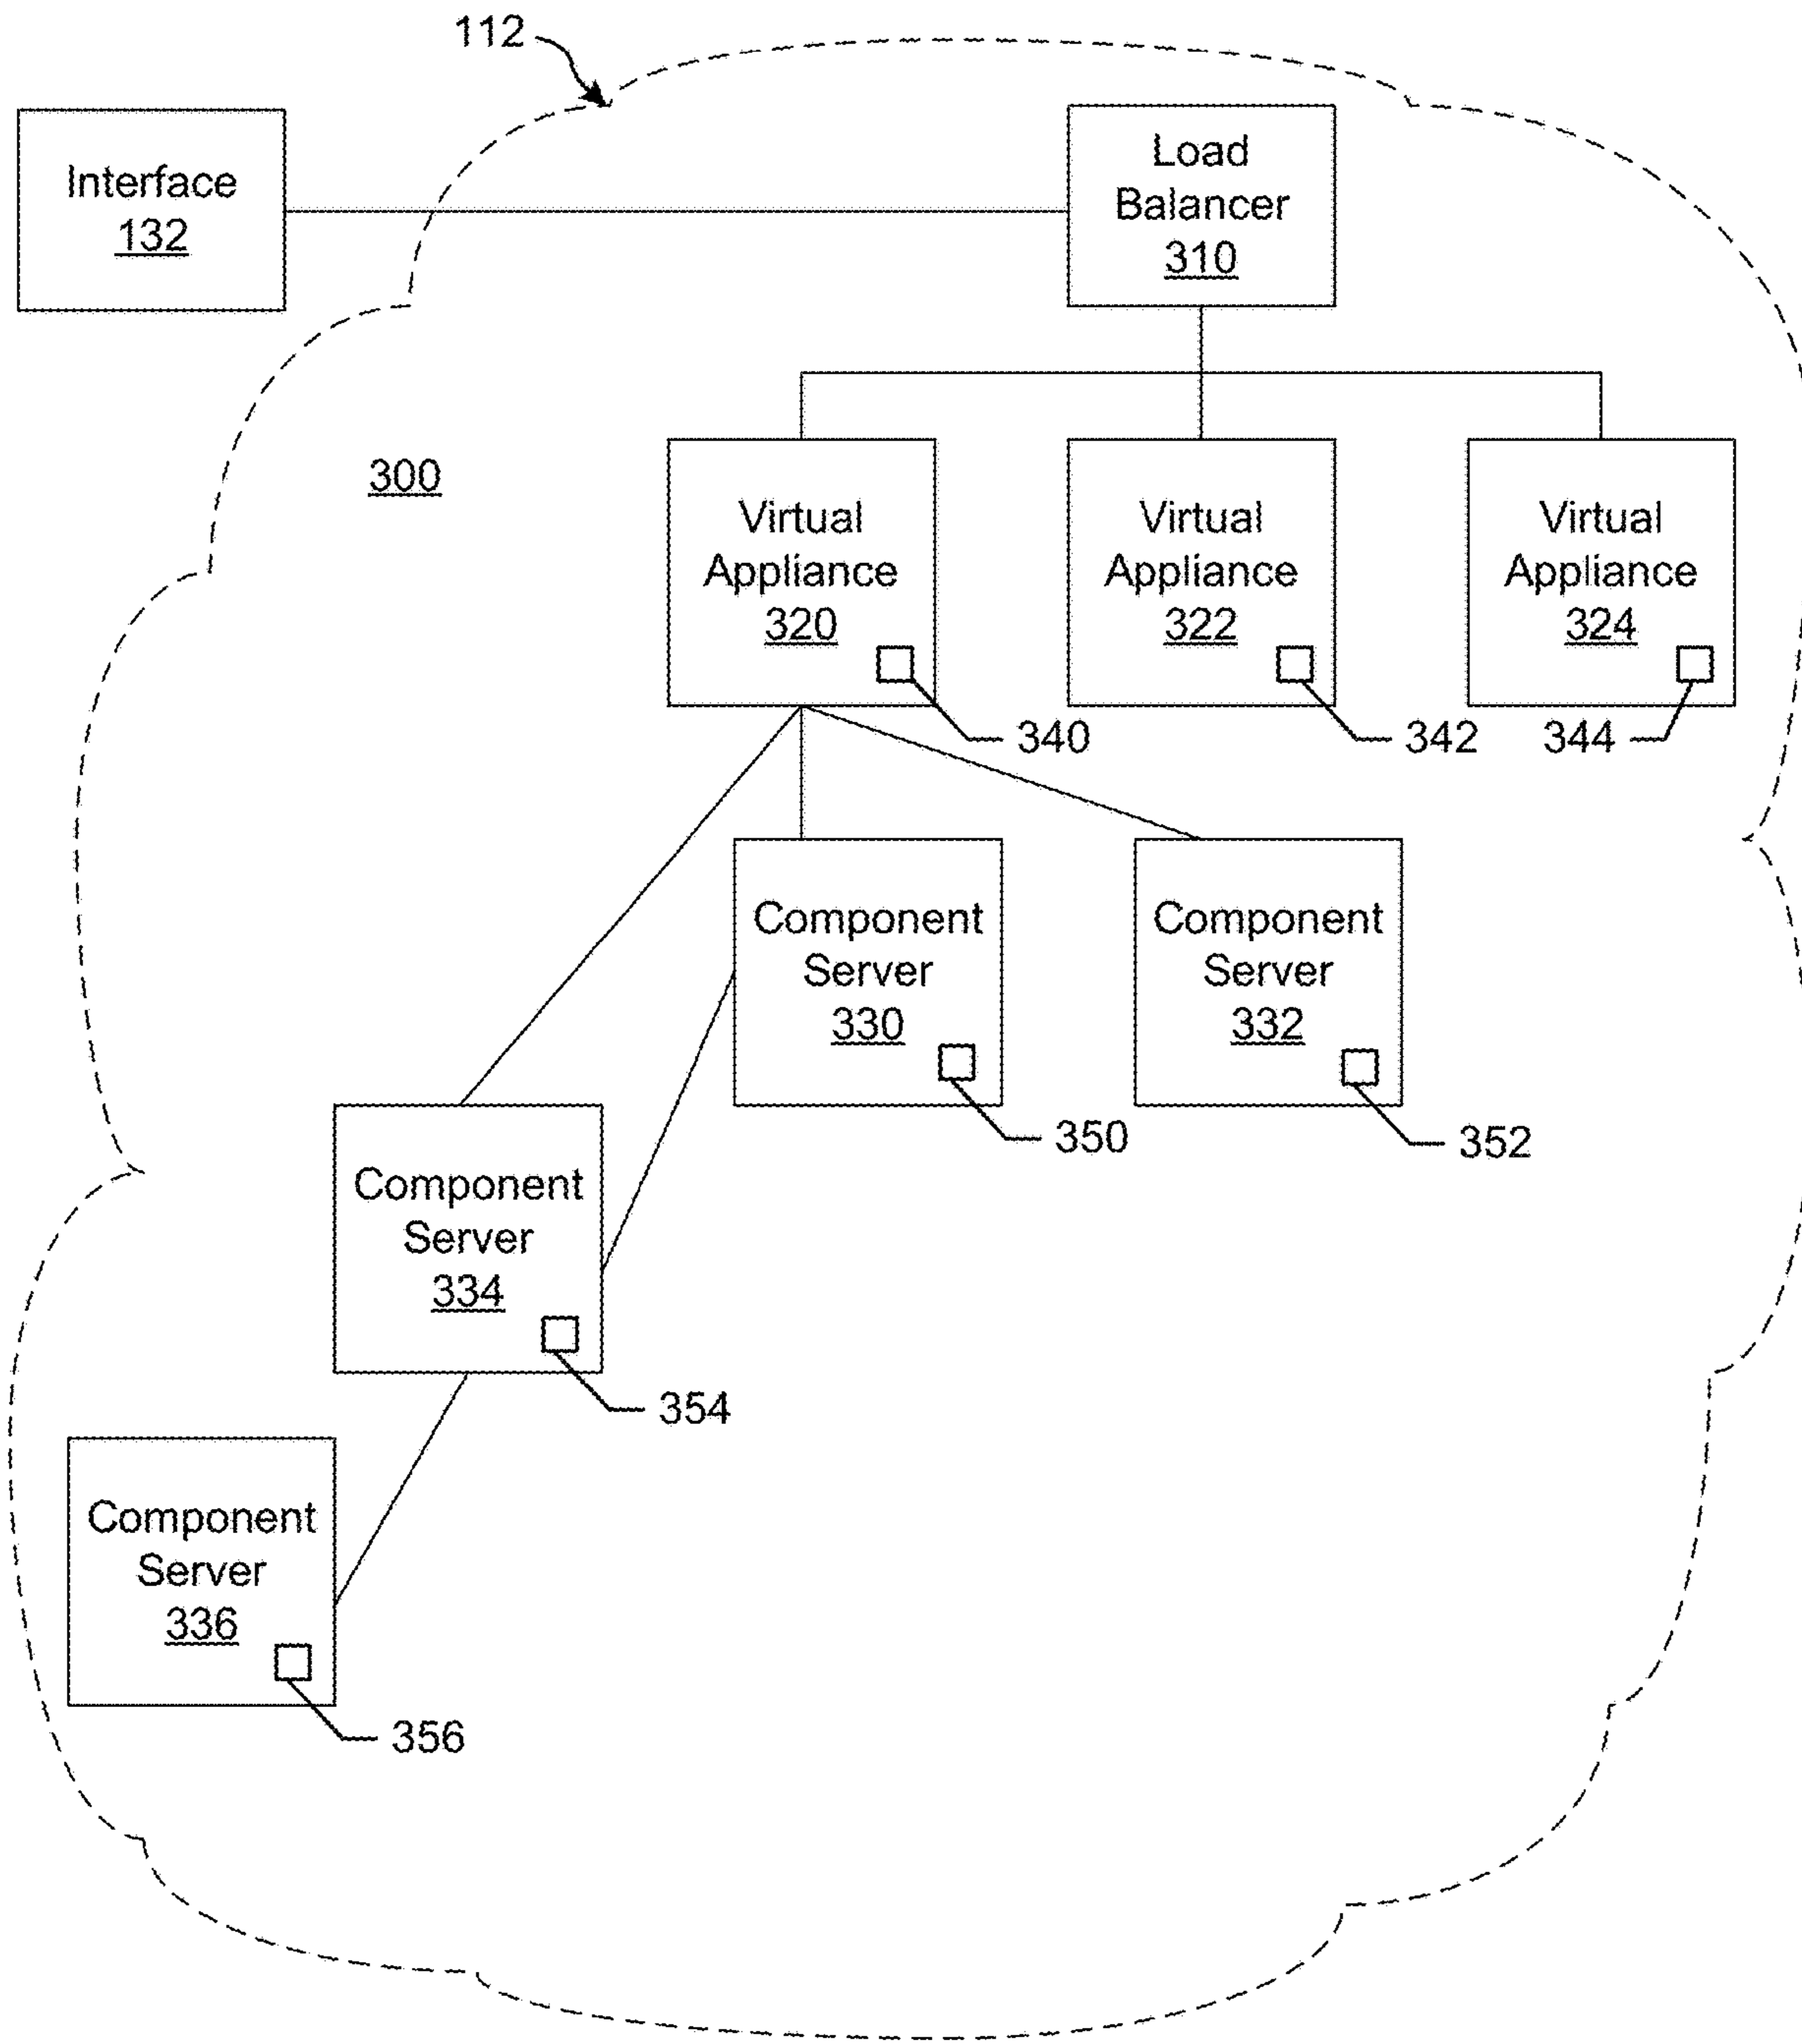 112
Interface
132
Load
Balancer
310
300
Virtual
Appliance
320
Virtual
Appliance
322
Virtual
Appliance
324
340
342
344
Component
Server
330
Component
Server
332
350
352
Component
Server
334
354
Component
Server
336
356